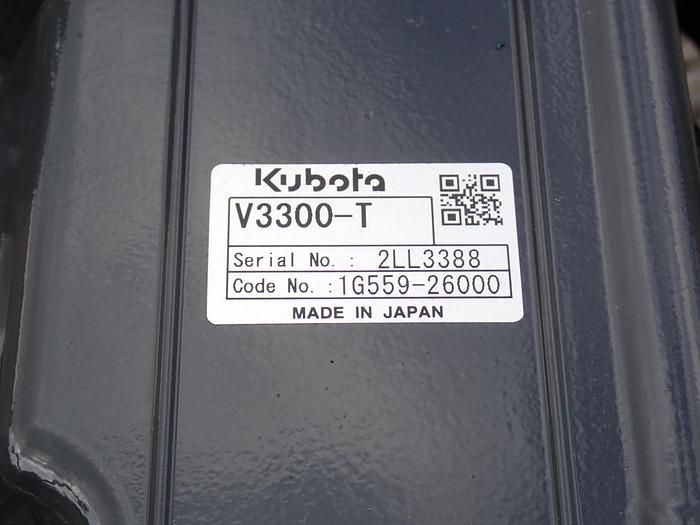 Kubota
V3300-T
Serial No. : 2LL3388
Code No. :1G559-26000
MADE IN JAPAN